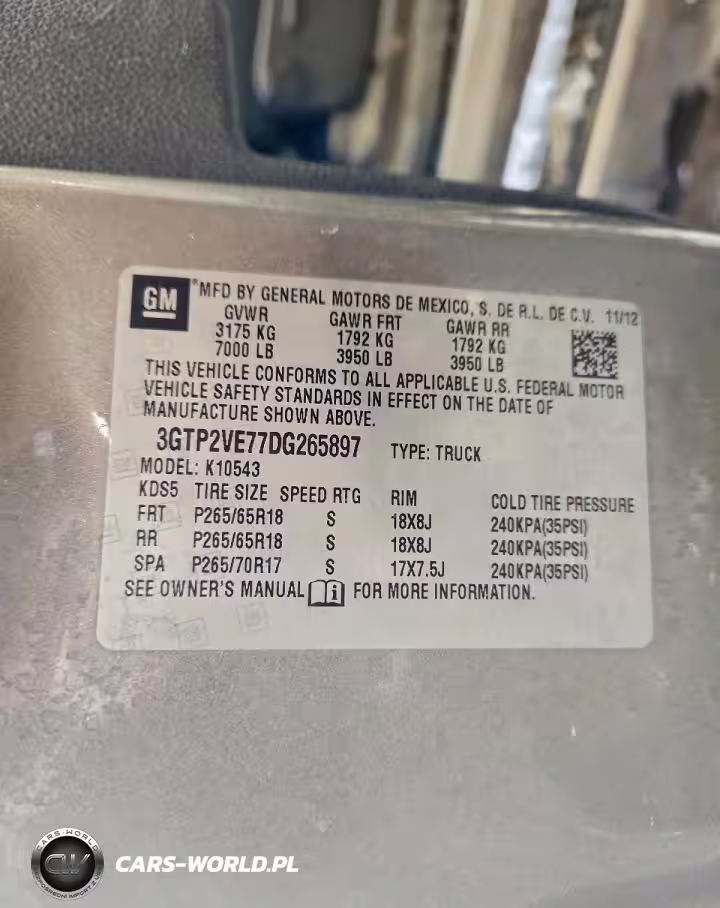 GM
MFD BY GENERAL MOTORS DE MEXICO, S. DE R.L. DE C.V. 11/12
GVWR GAWR FRT GAWR RR
3175 KG 1792 KG 1792 KG
7000 LB 3950 LB 3950 LB
THIS VEHICLE CONFORMS TO ALL APPLICABLE U.S. FEDERAL MOTOR
VEHICLE SAFETY STANDARDS IN EFFECT ON THE DATE OF
MANUFACTURE SHOWN ABOVE.
3GTP2VE77DG265897 TYPE: TRUCK
MODEL: K10543
KDS5 TIRE SIZE SPEED RTG RIM COLD TIRE PRESSURE
FRT P265/65R18 S 18X8J 240KPA(35PSI)
RR P265/65R18 S 18X8J 240KPA(35PSI)
SPA P265/70R17 S 17X7.5J 240KPA(35PSI)
SEE OWNER'S MANUAL i FOR MORE INFORMATION.
CARS-WORLD
CW
CARS-WORLD.PL